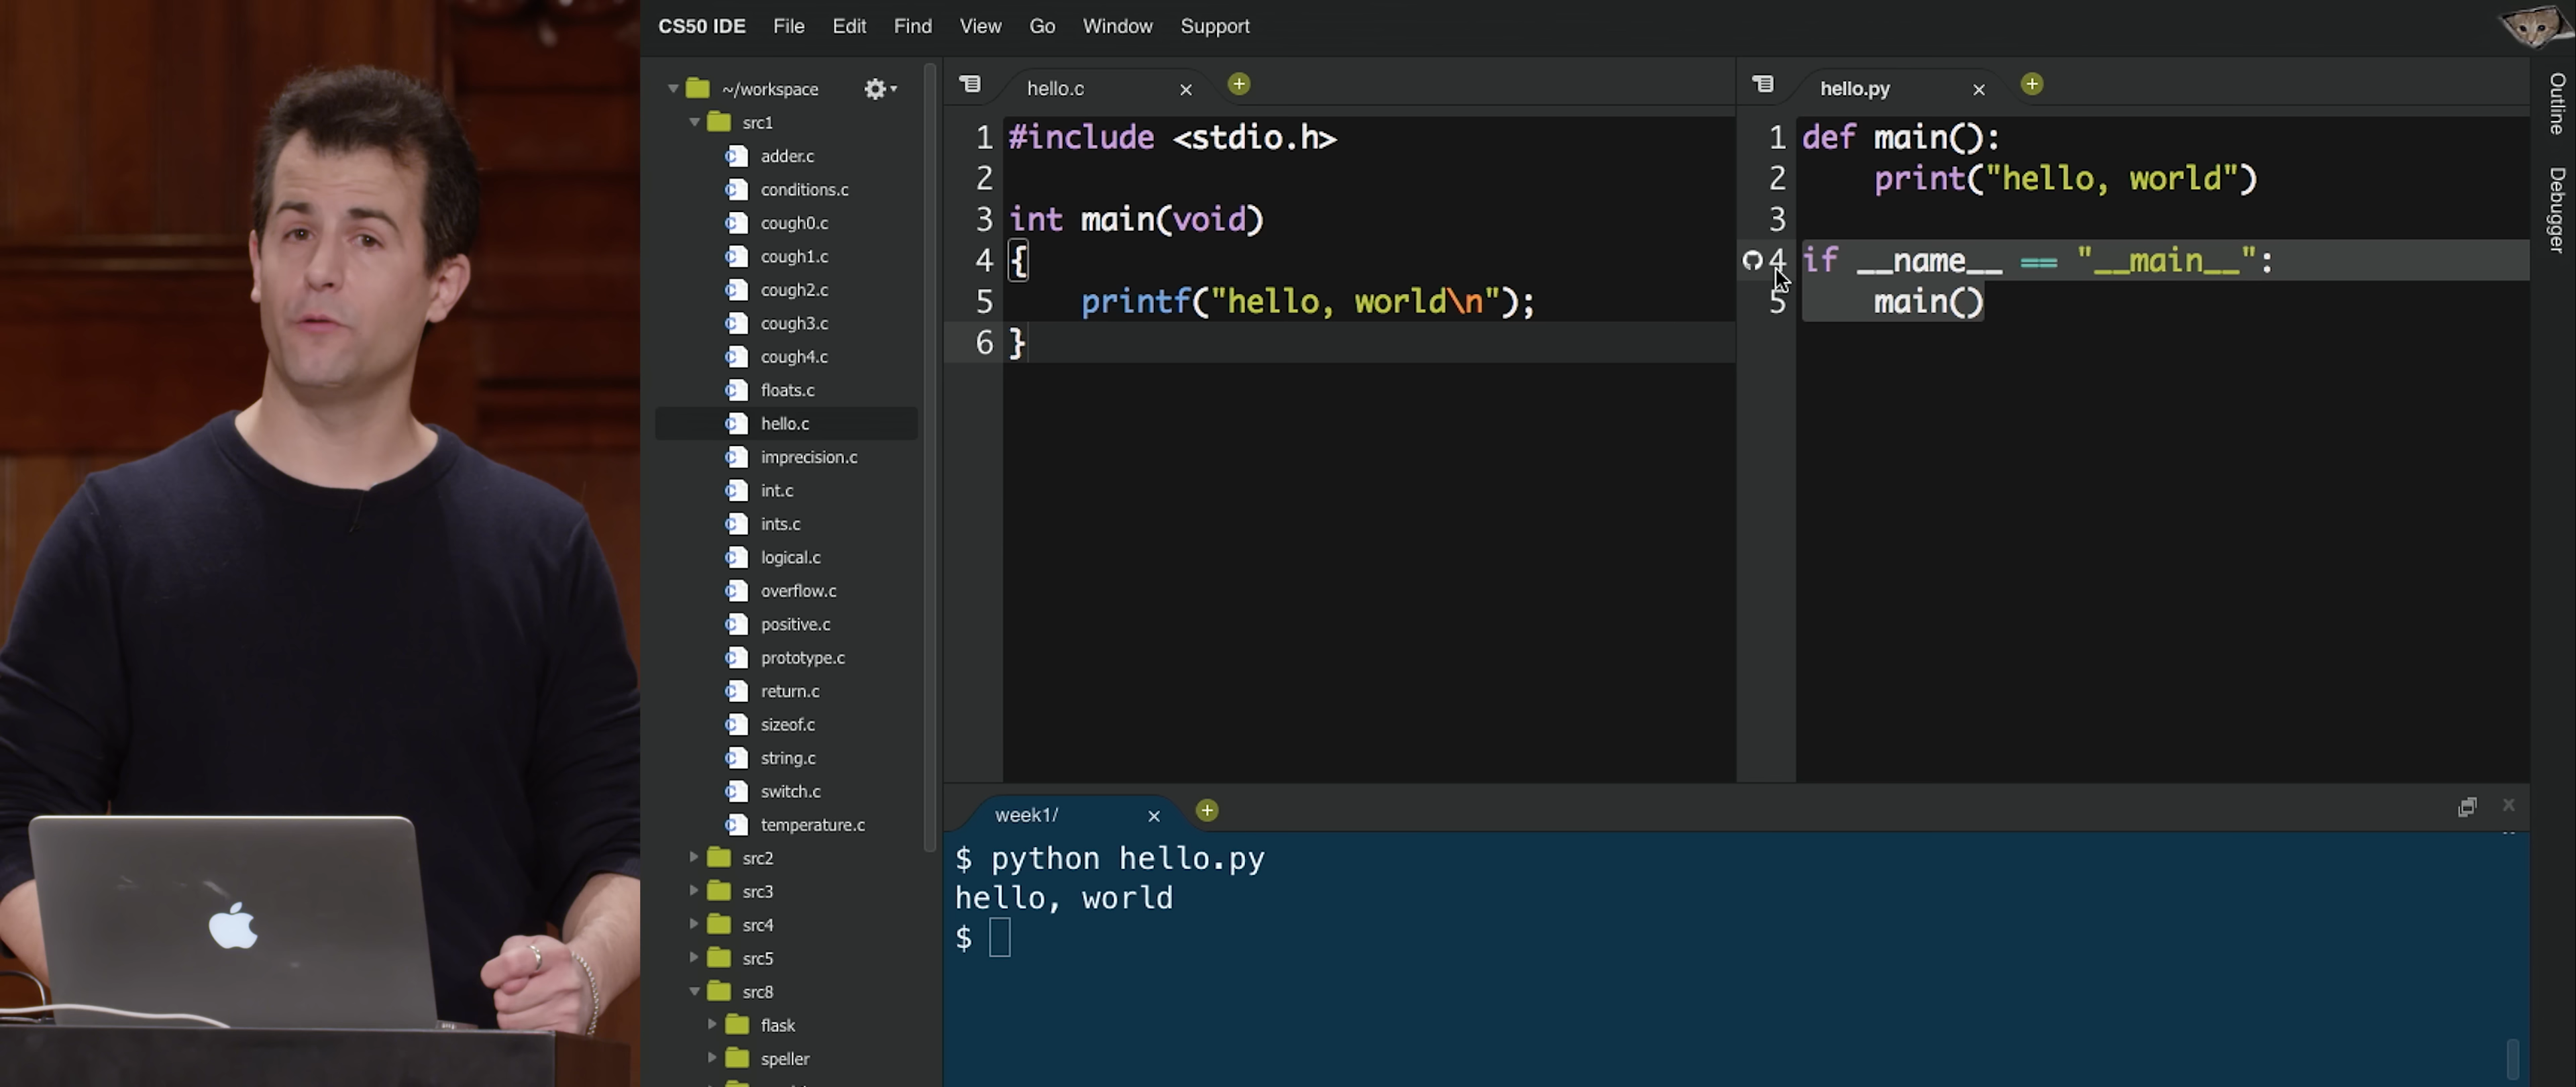 CS50 IDE File Edit Find View Go Window Support
~/workspace
src1
adder.c
conditions.c
cough0.c
cough1.c
cough2.c
cough3.c
cough4.c
floats.c
hello.c
imprecision.c
int.c
ints.c
logical.c
overflow.c
positive.c
prototype.c
return.c
sizeof.c
string.c
switch.c
temperature.c
src2
src3
src4
src5
src8
flask
speller
hello.c
1 #include <stdio.h>
2
3 int main(void)
4 {
5     printf("hello, world\n");
6 }
hello.py
1 def main():
2     print("hello, world")
3
4 if __name__ == "__main__":
5     main()
Outline
Debugger
week1/
$ python hello.py
hello, world
$